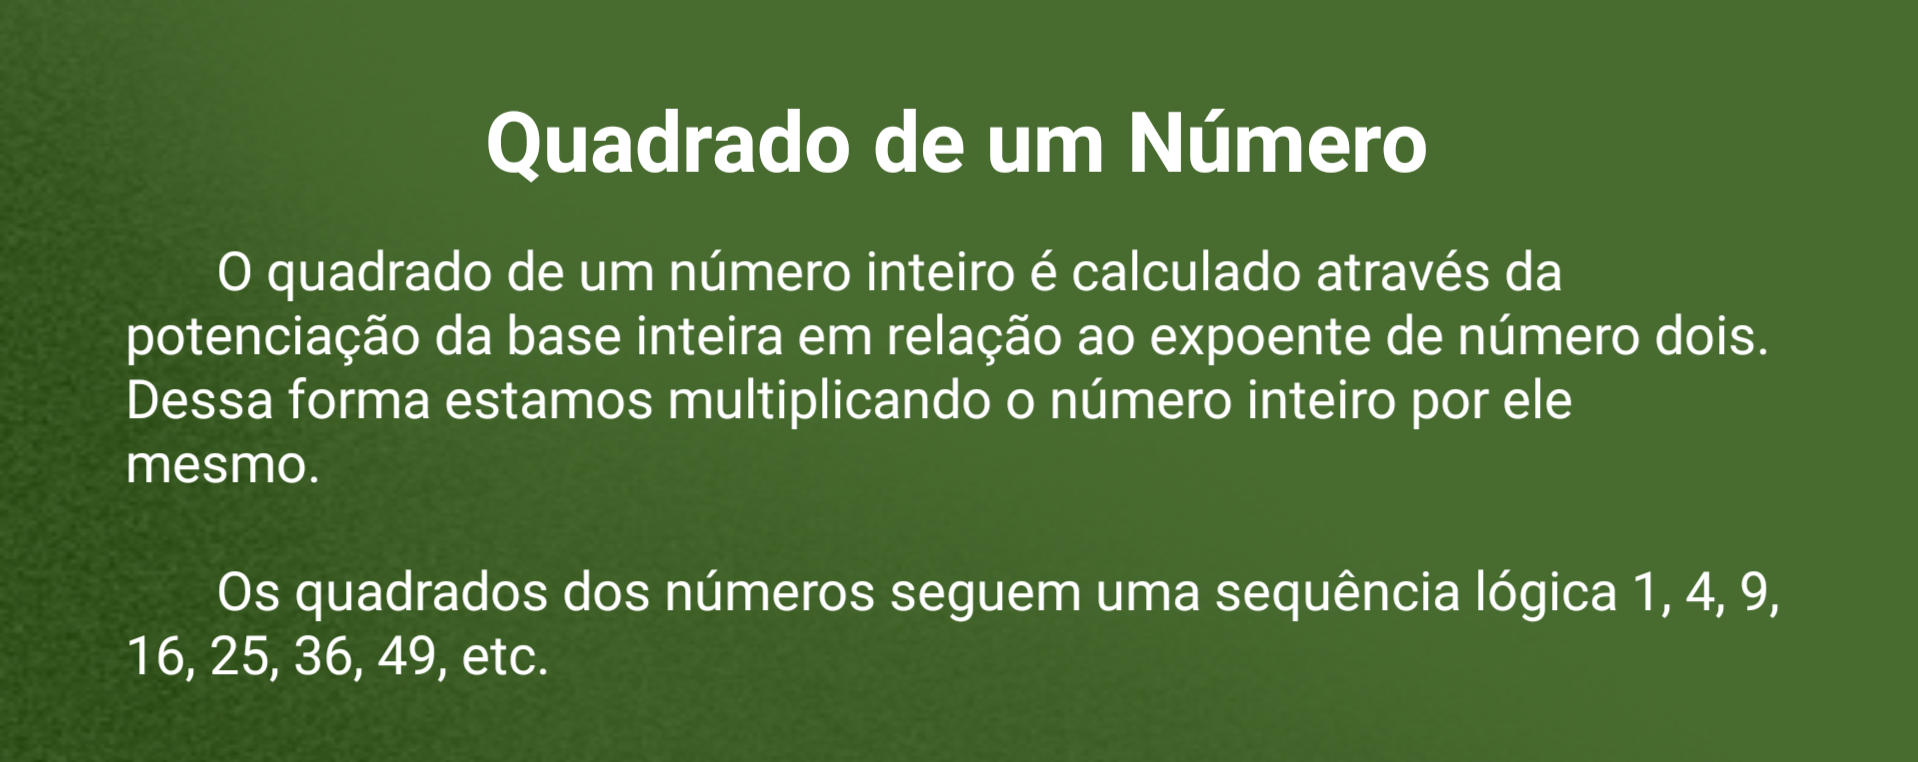 Quadrado de um Número
O quadrado de um número inteiro é calculado através da
potenciação da base inteira em relação ao expoente de número dois.
Dessa forma estamos multiplicando o número inteiro por ele
mesmo.
Os quadrados dos números seguem uma sequência lógica 1, 4, 9,
16, 25, 36, 49, etc.